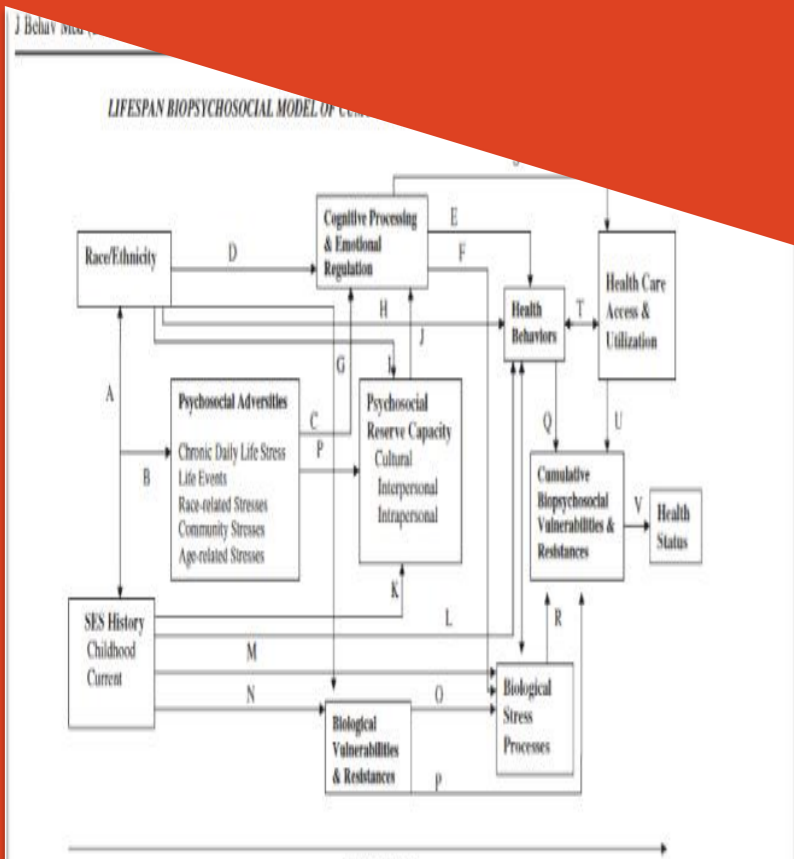 J Behav Med
LIFESPAN BIOPSYCHOSOCIAL MODEL OF
Race/Ethnicity
D
Cognitive Processing
& Emotional
Regulation
E
F
Health Care
Access &
Utilization
Health
Behaviors
T
H
J
G
I
A
B
Psychosocial Adversities
Chronic Daily Life Stress
Life Events
Race-related Stresses
Community Stresses
Age-related Stresses
C
P
Psychosocial
Reserve Capacity
Cultural
Interpersonal
Intrapersonal
Q
U
Cumulative
Biopsychosocial
Vulnerabilities &
Resistances
V
Health
Status
SES History
Childhood
Current
K
L
M
N
R
Biological
Vulnerabilities
& Resistances
O
P
Biological
Stress
Processes